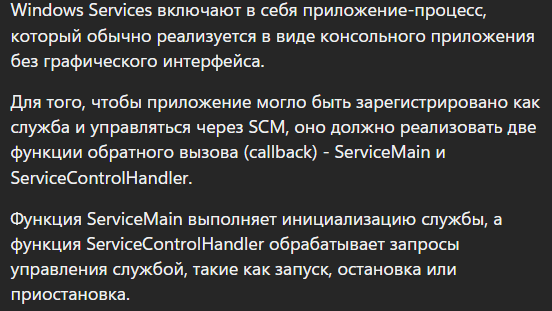 Windows Services включают в себя приложение-процесс,
который обычно реализуется в виде консольного приложения
без графического интерфейса.
Для того, чтобы приложение могло быть зарегистрировано как
служба и управляться через SCM, оно должно реализовать две
функции обратного вызова (callback) - ServiceMain и
ServiceControlHandler.
Функция ServiceMain выполняет инициализацию службы, а
функция ServiceControlHandler обрабатывает запросы
управления службой, такие как запуск, остановка или
приостановка.